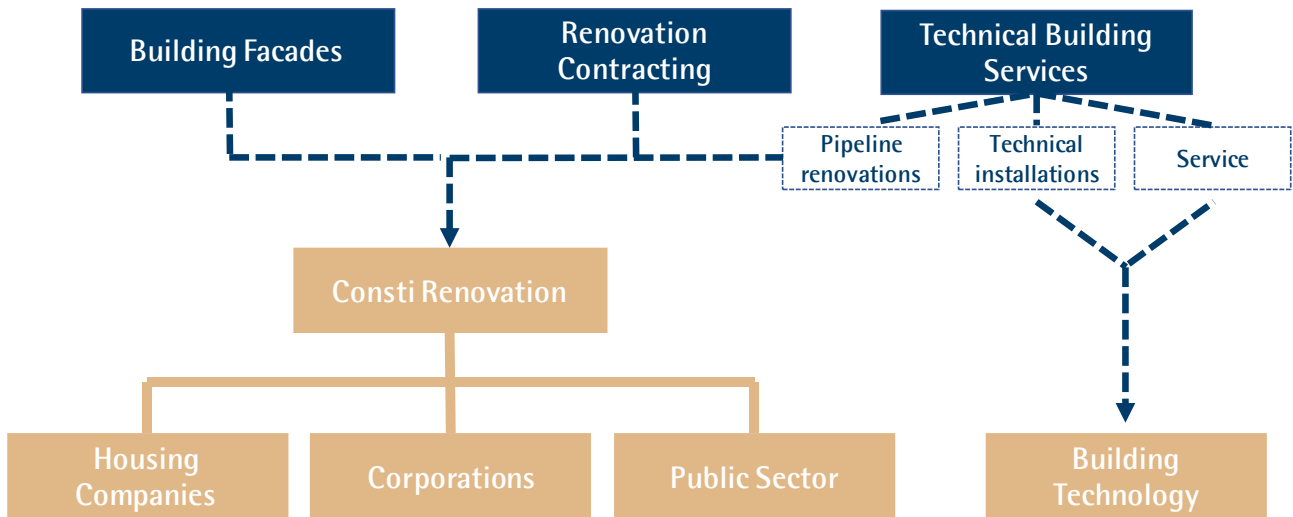 Building Facades
Renovation
Contracting
Technical Building
Services
Pipeline
renovations
Technical
installations
Service
Consti Renovation
Housing
Companies
Corporations
Public Sector
Building
Technology